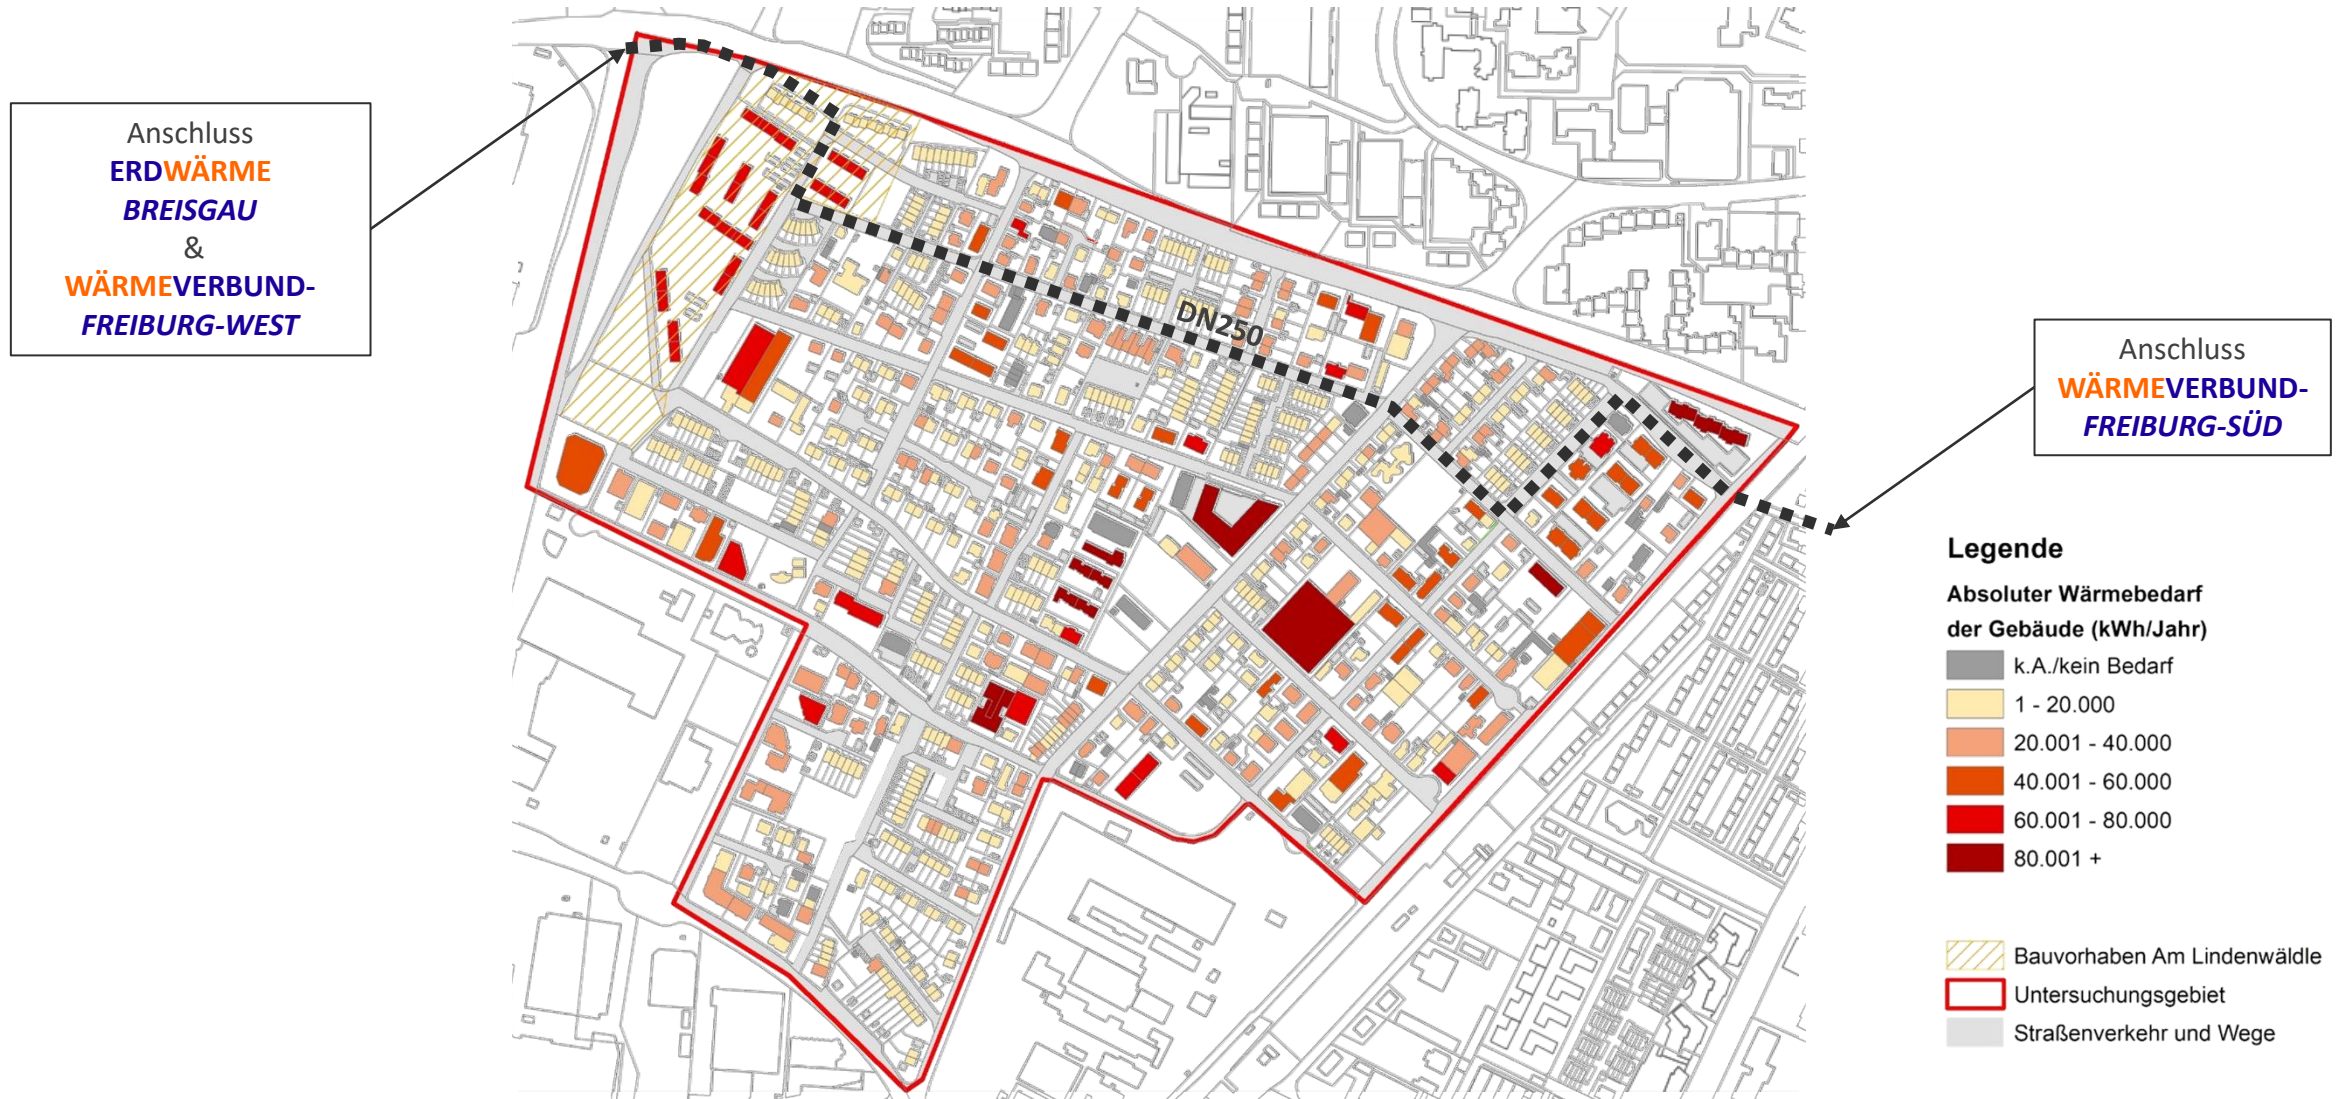 Anschluss
ERDWÄRME
BREISGAU
&
WÄRMEVERBUND-
FREIBURG-WEST
DN250
Anschluss
WÄRMEVERBUND-
FREIBURG-SÜD
Legende
Absoluter Wärmebedarf
der Gebäude (kWh/Jahr)
k.A./kein Bedarf
1 - 20.000
20.001 - 40.000
40.001 - 60.000
60.001 - 80.000
80.001 +
Bauvorhaben Am Lindenwäldle
Untersuchungsgebiet
Straßenverkehr und Wege